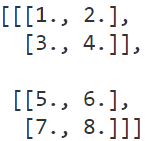 [[[1., 2.],
[3., 4.]],
[[5., 6.],
[7., 8.]]]